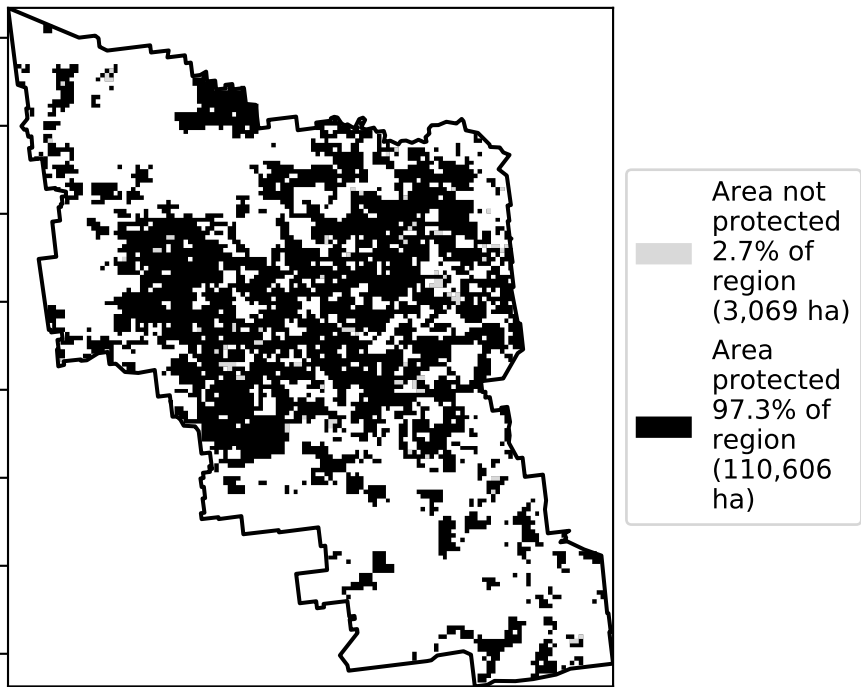 Area not
protected
2.7% of
region
(3,069 ha)
Area
protected
97.3% of
region
(110,606
ha)